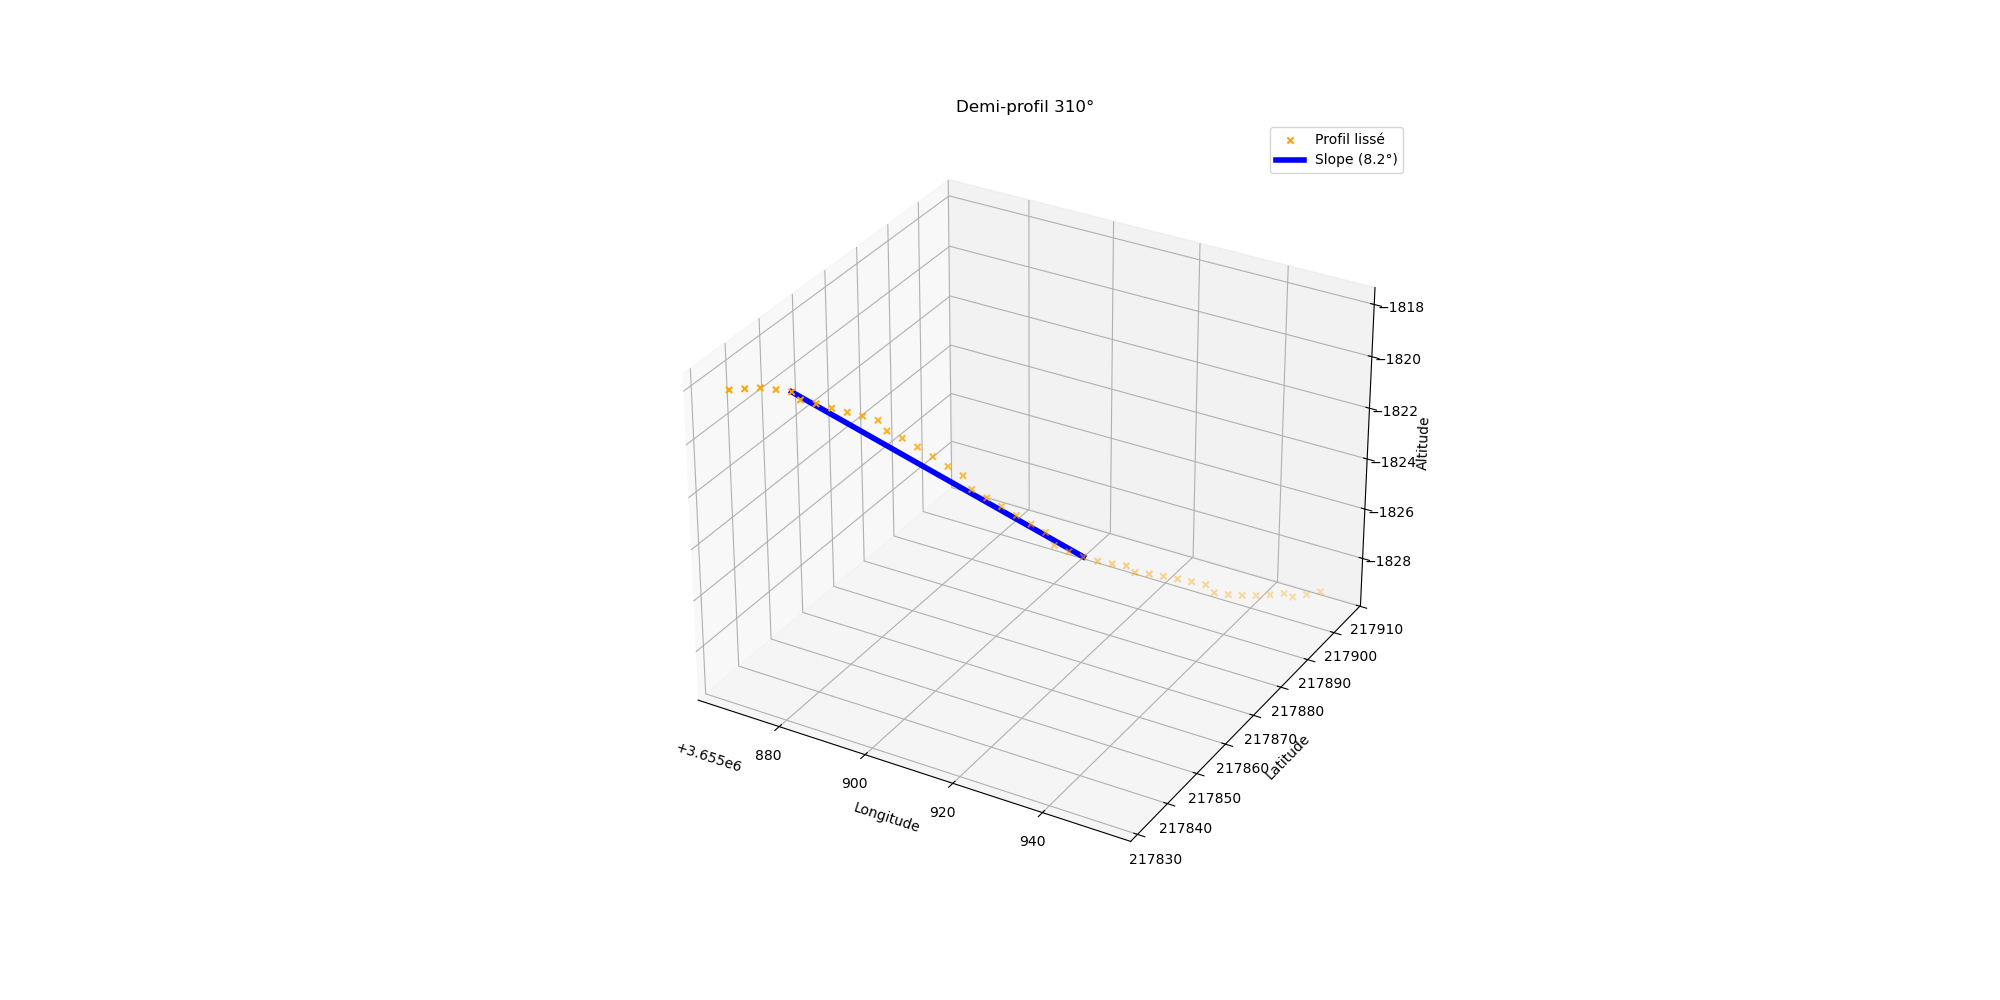 Demi-profil 310°
Profil lissé
Slope (8.2°)
−1818
−1820
−1822
−1824
−1826
−1828
Altitude
217910
217900
217890
217880
217870
217860
217850
217840
217830
Latitude
+3.655e6
880
900
920
940
Longitude